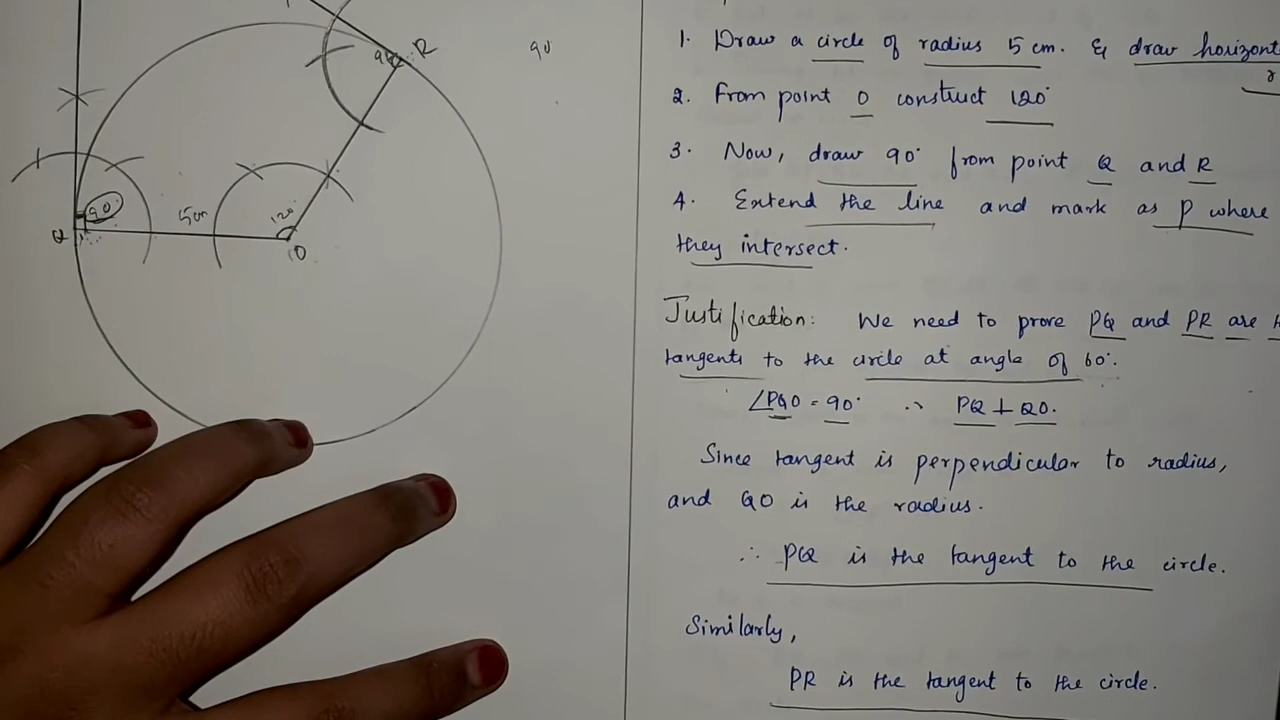 R
90
90
120°
5cm
Q
O
1. Draw a circle of radius 5 cm. & draw horizont
2. From point O construct 120°
3. Now, draw 90° from point Q and R
4. Extend the line and mark as P where
they intersect.
Justification: We need to prove PQ and PR are
tangents to the circle at angle of 60°.
∠PQO = 90° ∴ PQ ⊥ QO.
Since tangent is perpendicular to radius,
and QO is the radius.
∴ PQ is the tangent to the circle.
Similarly,
PR is the tangent to the circle.